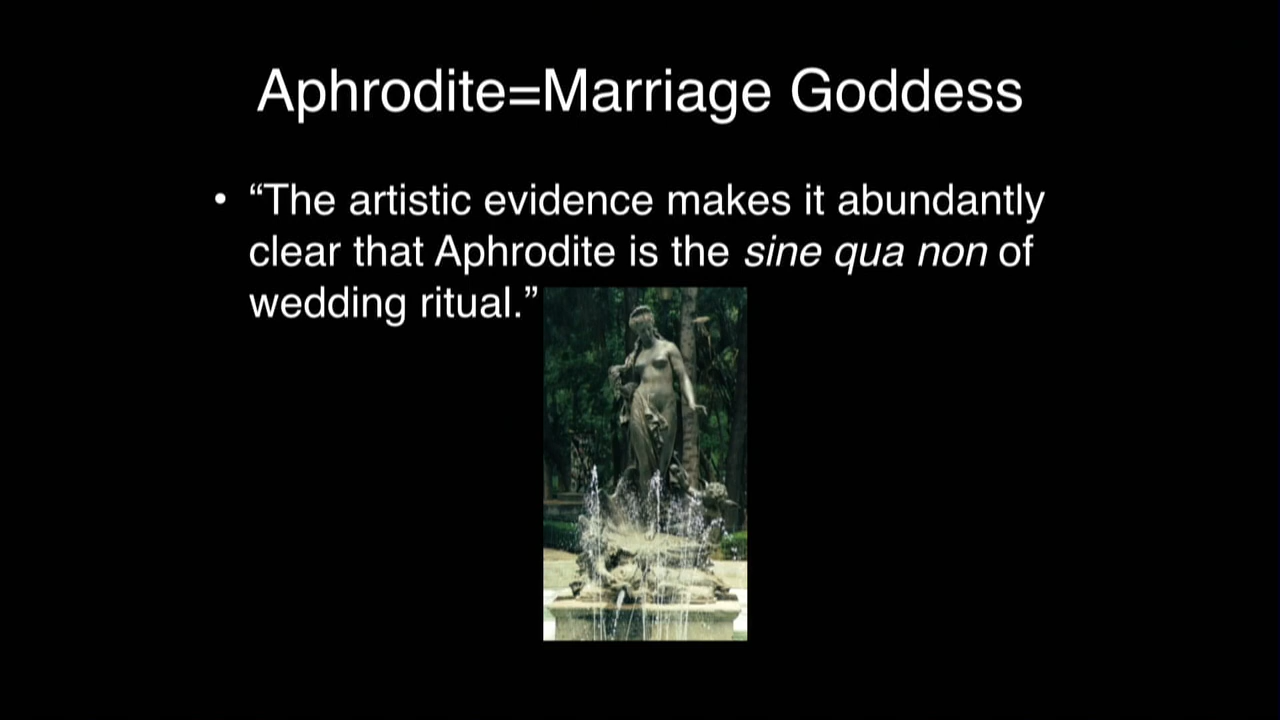 Aphrodite=Marriage Goddess
• “The artistic evidence makes it abundantly
clear that Aphrodite is the sine qua non of
wedding ritual.”